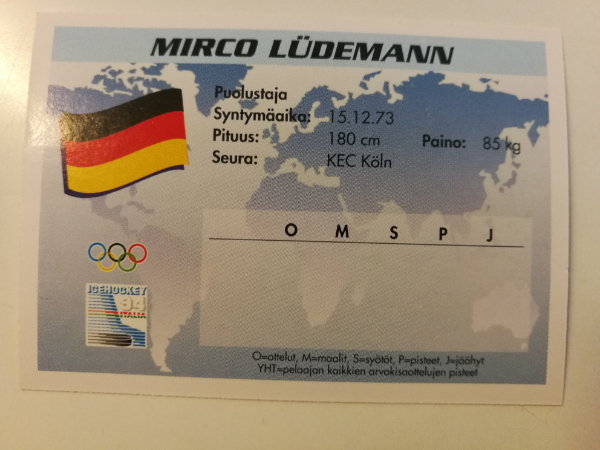 MIRCO LÜDEMANN
Puolustaja
Syntymäaika: 15.12.73
Pituus: 180 cm Paino: 85 kg
Seura: KEC Köln
O M S P J
ICEHOCKEY
94
ITALIA
O=ottelut, M=maalit, S=syötöt, P=pisteet, J=jäähyt
YHT=pelaajan kaikkien arvokisaottelujen pisteet